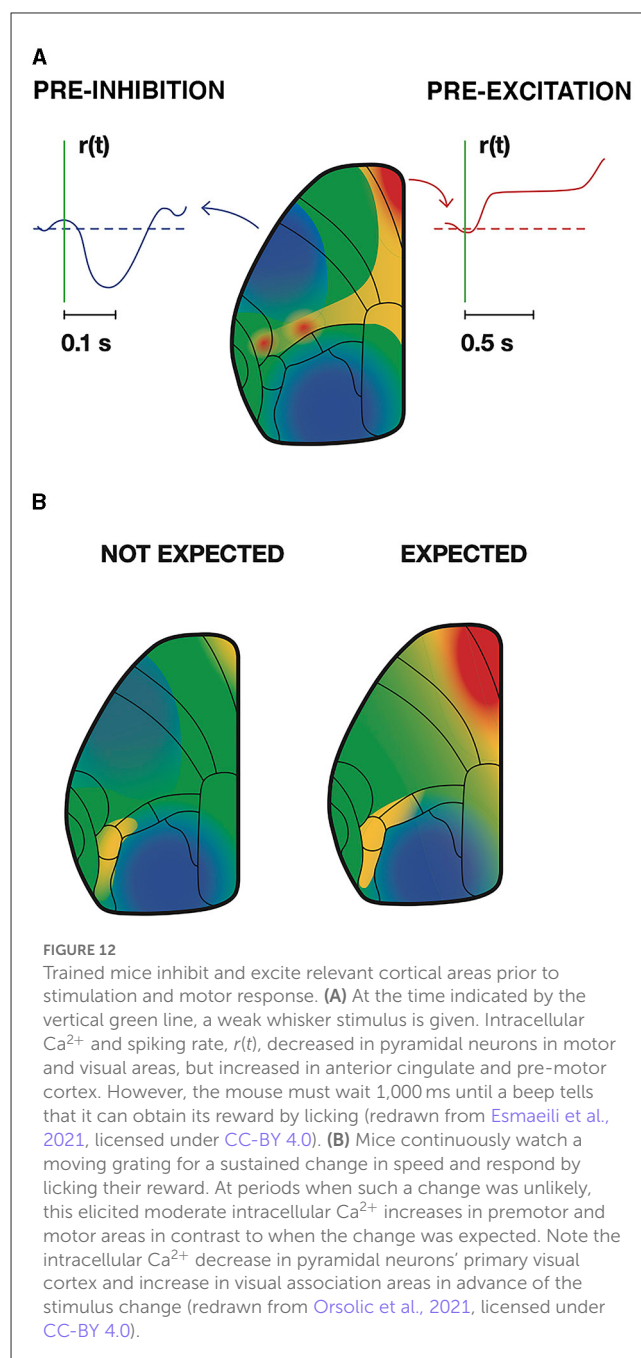 A
PRE-INHIBITION
PRE-EXCITATION
r(t)
r(t)
0.1 s
0.5 s
B
NOT EXPECTED
EXPECTED
FIGURE 12
Trained mice inhibit and excite relevant cortical areas prior to
stimulation and motor response. (A) At the time indicated by the
vertical green line, a weak whisker stimulus is given. Intracellular
Ca²⁺ and spiking rate, r(t), decreased in pyramidal neurons in motor
and visual areas, but increased in anterior cingulate and pre-motor
cortex. However, the mouse must wait 1,000 ms until a beep tells
that it can obtain its reward by licking (redrawn from Esmaeili et al.,
2021, licensed under CC-BY 4.0). (B) Mice continuously watch a
moving grating for a sustained change in speed and respond by
licking their reward. At periods when such a change was unlikely,
this elicited moderate intracellular Ca²⁺ increases in premotor and
motor areas in contrast to when the change was expected. Note the
intracellular Ca²⁺ decrease in pyramidal neurons' primary visual
cortex and increase in visual association areas in advance of the
stimulus change (redrawn from Orsolic et al., 2021, licensed under
CC-BY 4.0).